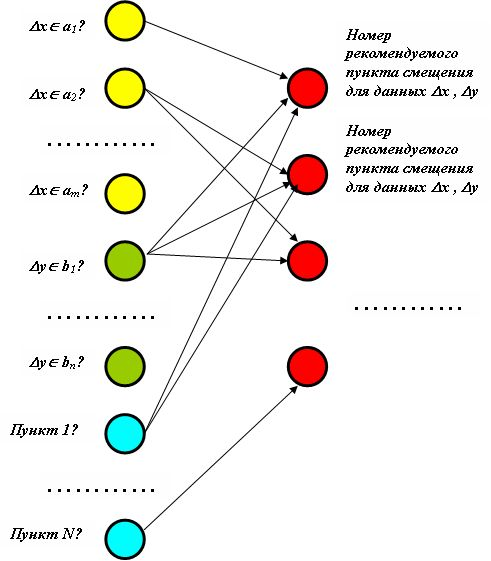 Δx∈ a1?
Δx∈ a2?
............
Δx∈ am?
Δy∈ b1?
............
Δy∈ bn?
Пункт 1?
............
Пункт N?
Номер
рекомендуемого
пункта смещения
для данных Δx , Δy
Номер
рекомендуемого
пункта смещения
для данных Δx , Δy
............